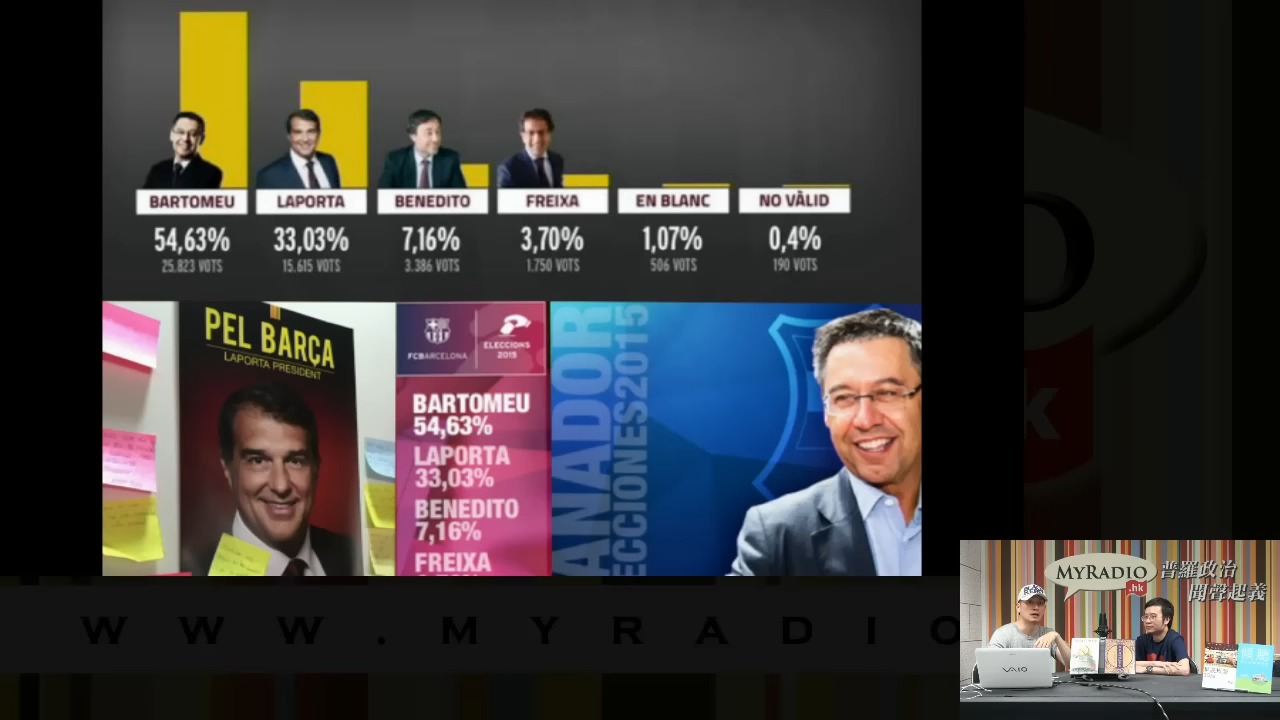 BARTOMEU
LAPORTA
BENEDITO
FREIXA
EN BLANC
NO VÀLID
54,63%
33,03%
7,16%
3,70%
1,07%
0,4%
25.823 VOTS
15.615 VOTS
3.386 VOTS
1.750 VOTS
506 VOTS
190 VOTS
PEL BARÇA
LAPORTA PRESIDENT
FCBARCELONA
ELECCIONS
2015
BARTOMEU
54,63%
LAPORTA
33,03%
BENEDITO
7,16%
FREIXA
ANADOR
ECCIONES2015
WWW.MYRADIO
MYRADIO
.hk
普羅政治
聞聲起義
VAIO